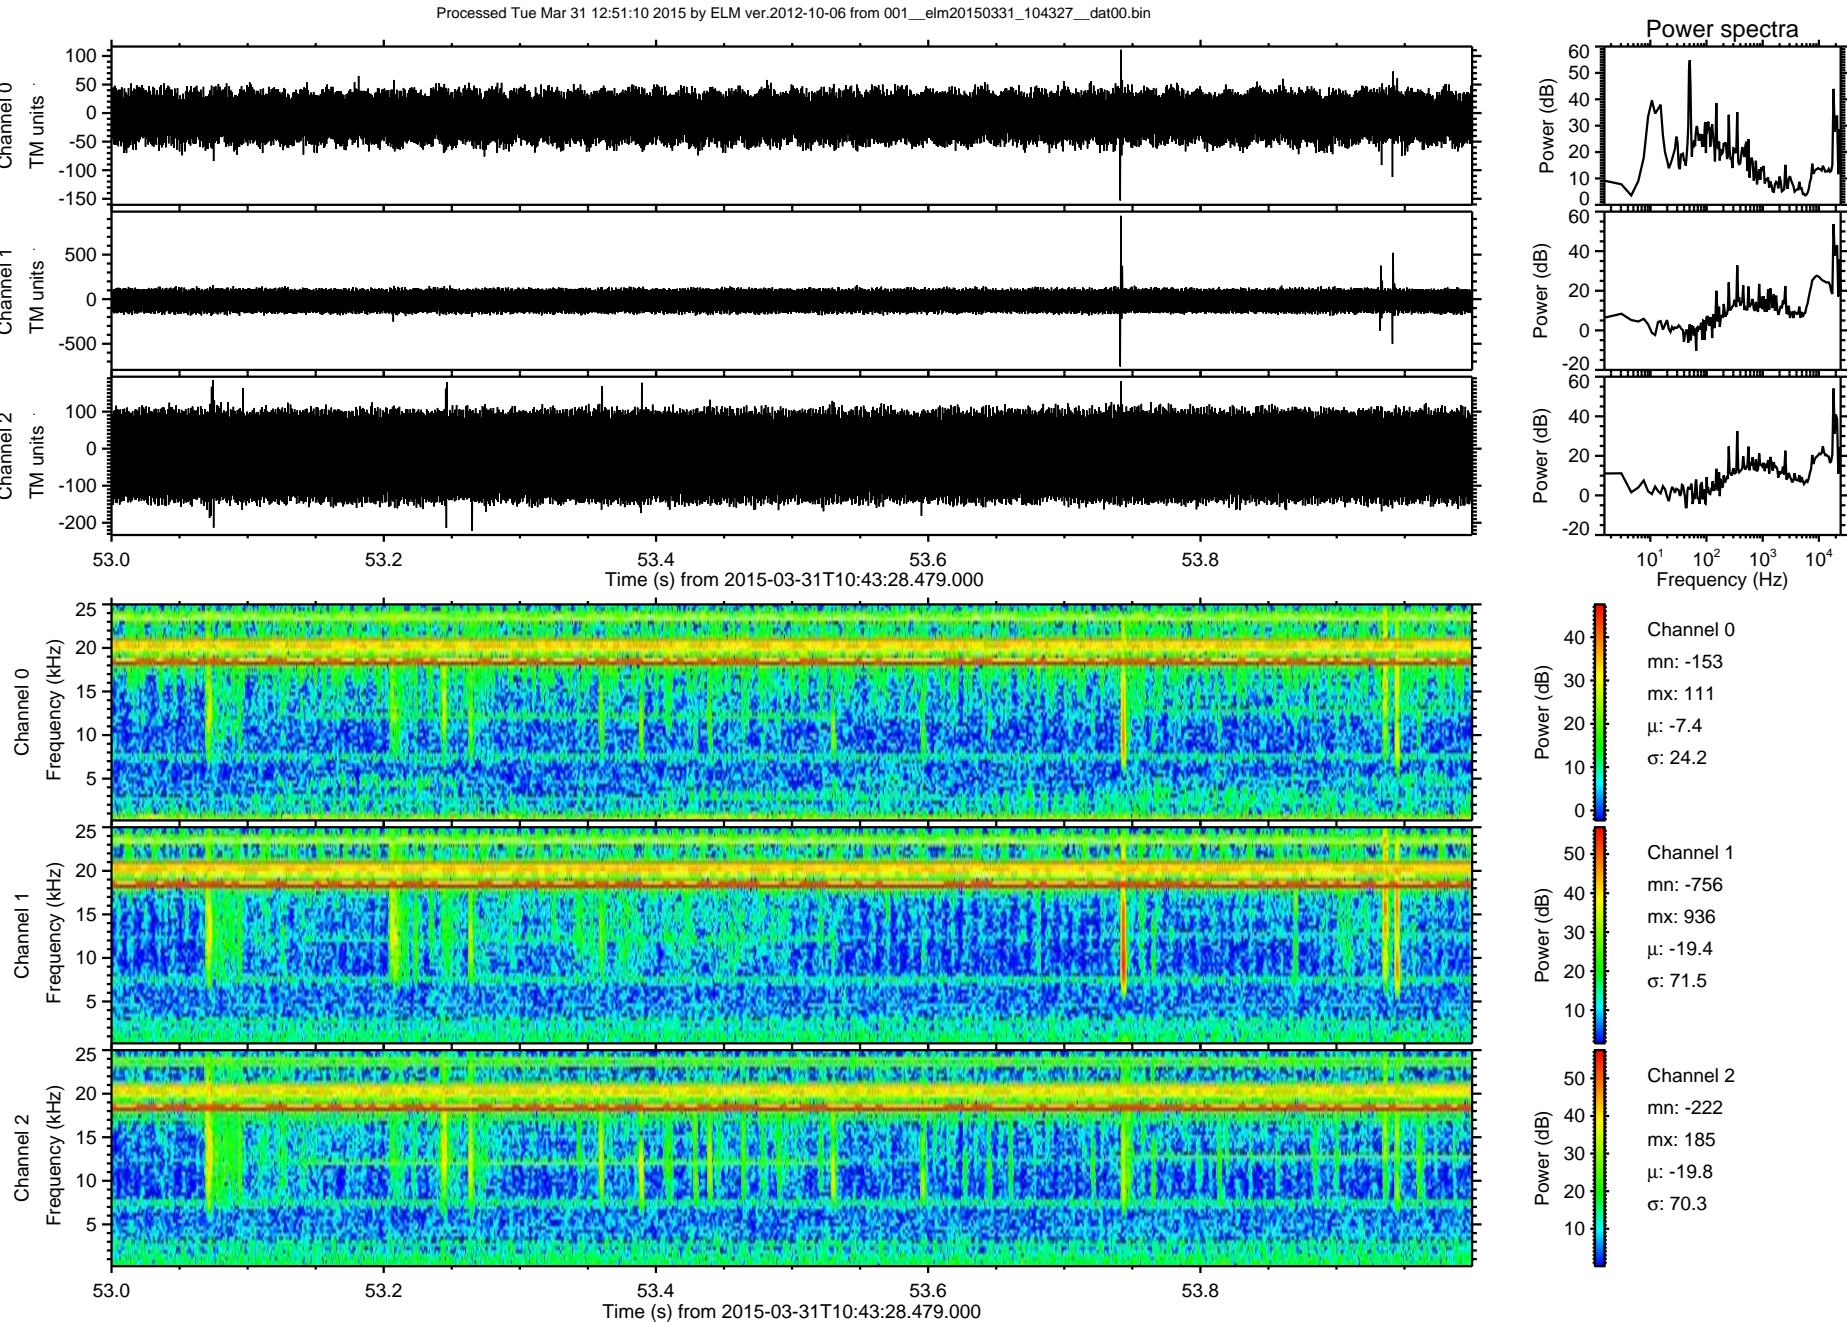 Processed Tue Mar 31 12:51:10 2015 by ELM ver.2012-10-06 from 001__elm20150331_104327__dat00.bin
Power spectra
Channel 0
TM units
100
50
0
-50
-100
-150
Power (dB)
60
50
40
30
20
10
0
Channel 1
TM units
500
0
-500
Power (dB)
60
40
20
0
-20
Channel 2
TM units
100
0
-100
-200
Power (dB)
60
40
20
0
-20
53.0 53.2 53.4 53.6 53.8
Time (s) from 2015-03-31T10:43:28.479.000
10^1 10^2 10^3 10^4
Frequency (Hz)
Channel 0
Frequency (kHz)
25
20
15
10
5
Power (dB)
40
30
20
10
0
Channel 0
mn: -153
mx: 111
μ: -7.4
σ: 24.2
Channel 1
Frequency (kHz)
25
20
15
10
5
Power (dB)
50
40
30
20
10
Channel 1
mn: -756
mx: 936
μ: -19.4
σ: 71.5
Channel 2
Frequency (kHz)
25
20
15
10
5
Power (dB)
50
40
30
20
10
Channel 2
mn: -222
mx: 185
μ: -19.8
σ: 70.3
53.0 53.2 53.4 53.6 53.8
Time (s) from 2015-03-31T10:43:28.479.000